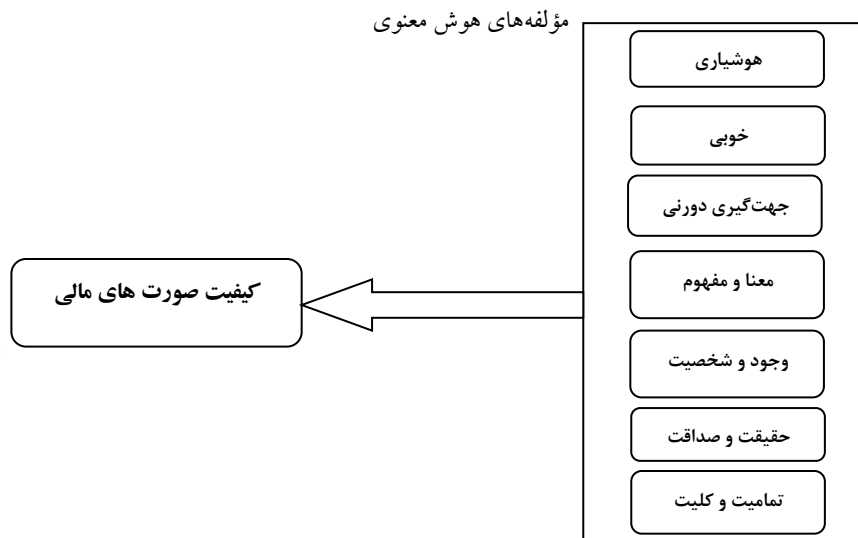 مؤلفه‌های هوش معنوی
هوشیاری
خوبی
جهت‌گیری دورنی
معنا و مفهوم
وجود و شخصیت
حقیقت و صداقت
تمامیت و کلیت
کیفیت صورت های مالی